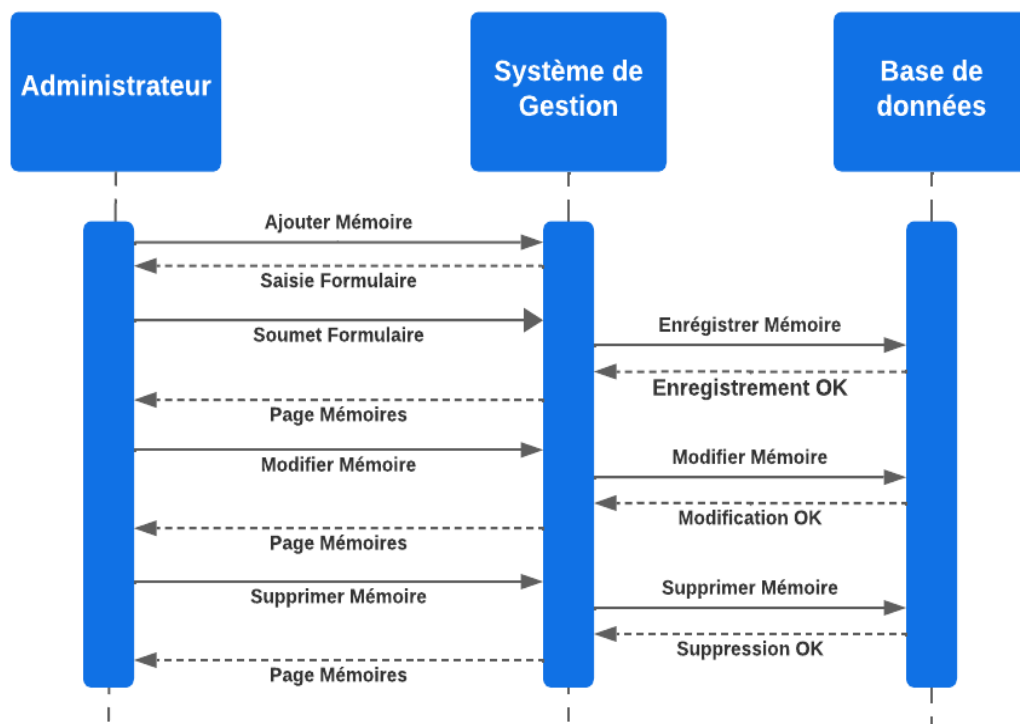 Administrateur
Système de
Gestion
Base de
données
Ajouter Mémoire
Saisie Formulaire
Soumet Formulaire
Enrégistrer Mémoire
Enregistrement OK
Page Mémoires
Modifier Mémoire
Modifier Mémoire
Modification OK
Page Mémoires
Supprimer Mémoire
Supprimer Mémoire
Suppression OK
Page Mémoires